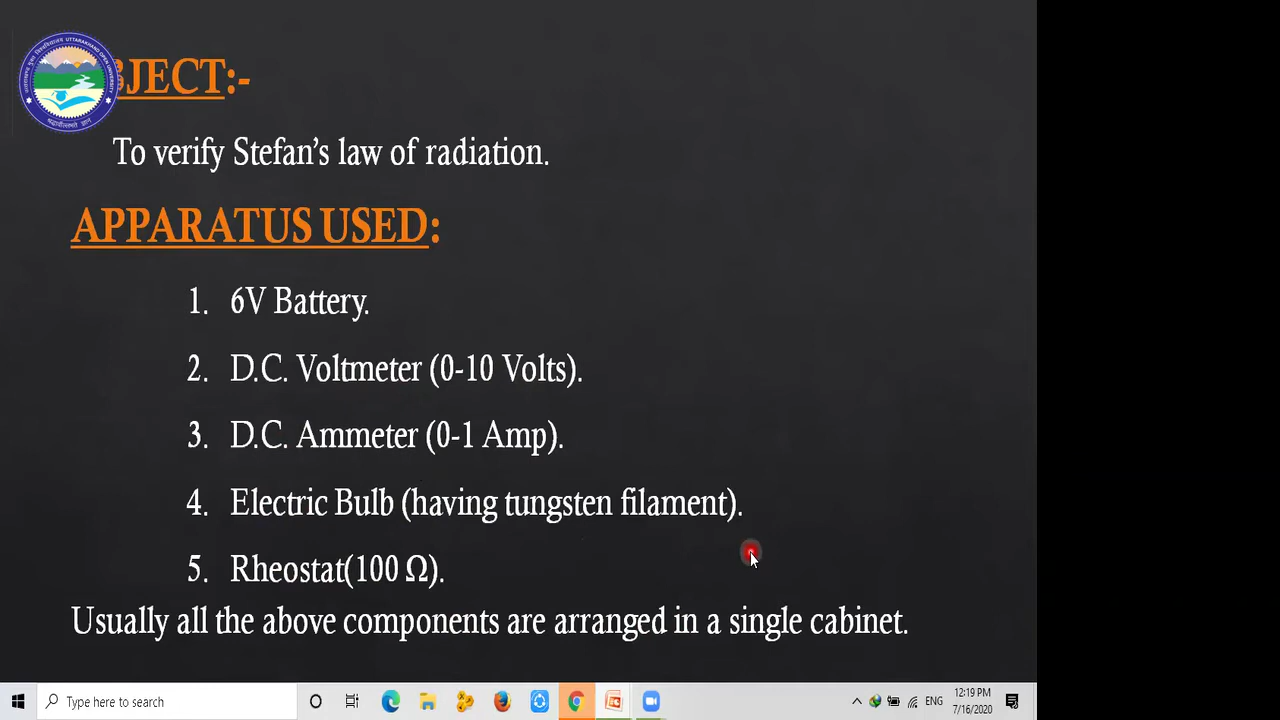 BJECT:-
To verify Stefan's law of radiation.
APPARATUS USED:
1. 6V Battery.
2. D.C. Voltmeter (0-10 Volts).
3. D.C. Ammeter (0-1 Amp).
4. Electric Bulb (having tungsten filament).
5. Rheostat(100 Ω).
Usually all the above components are arranged in a single cabinet.
Type here to search
ENG
12:19 PM
7/16/2020